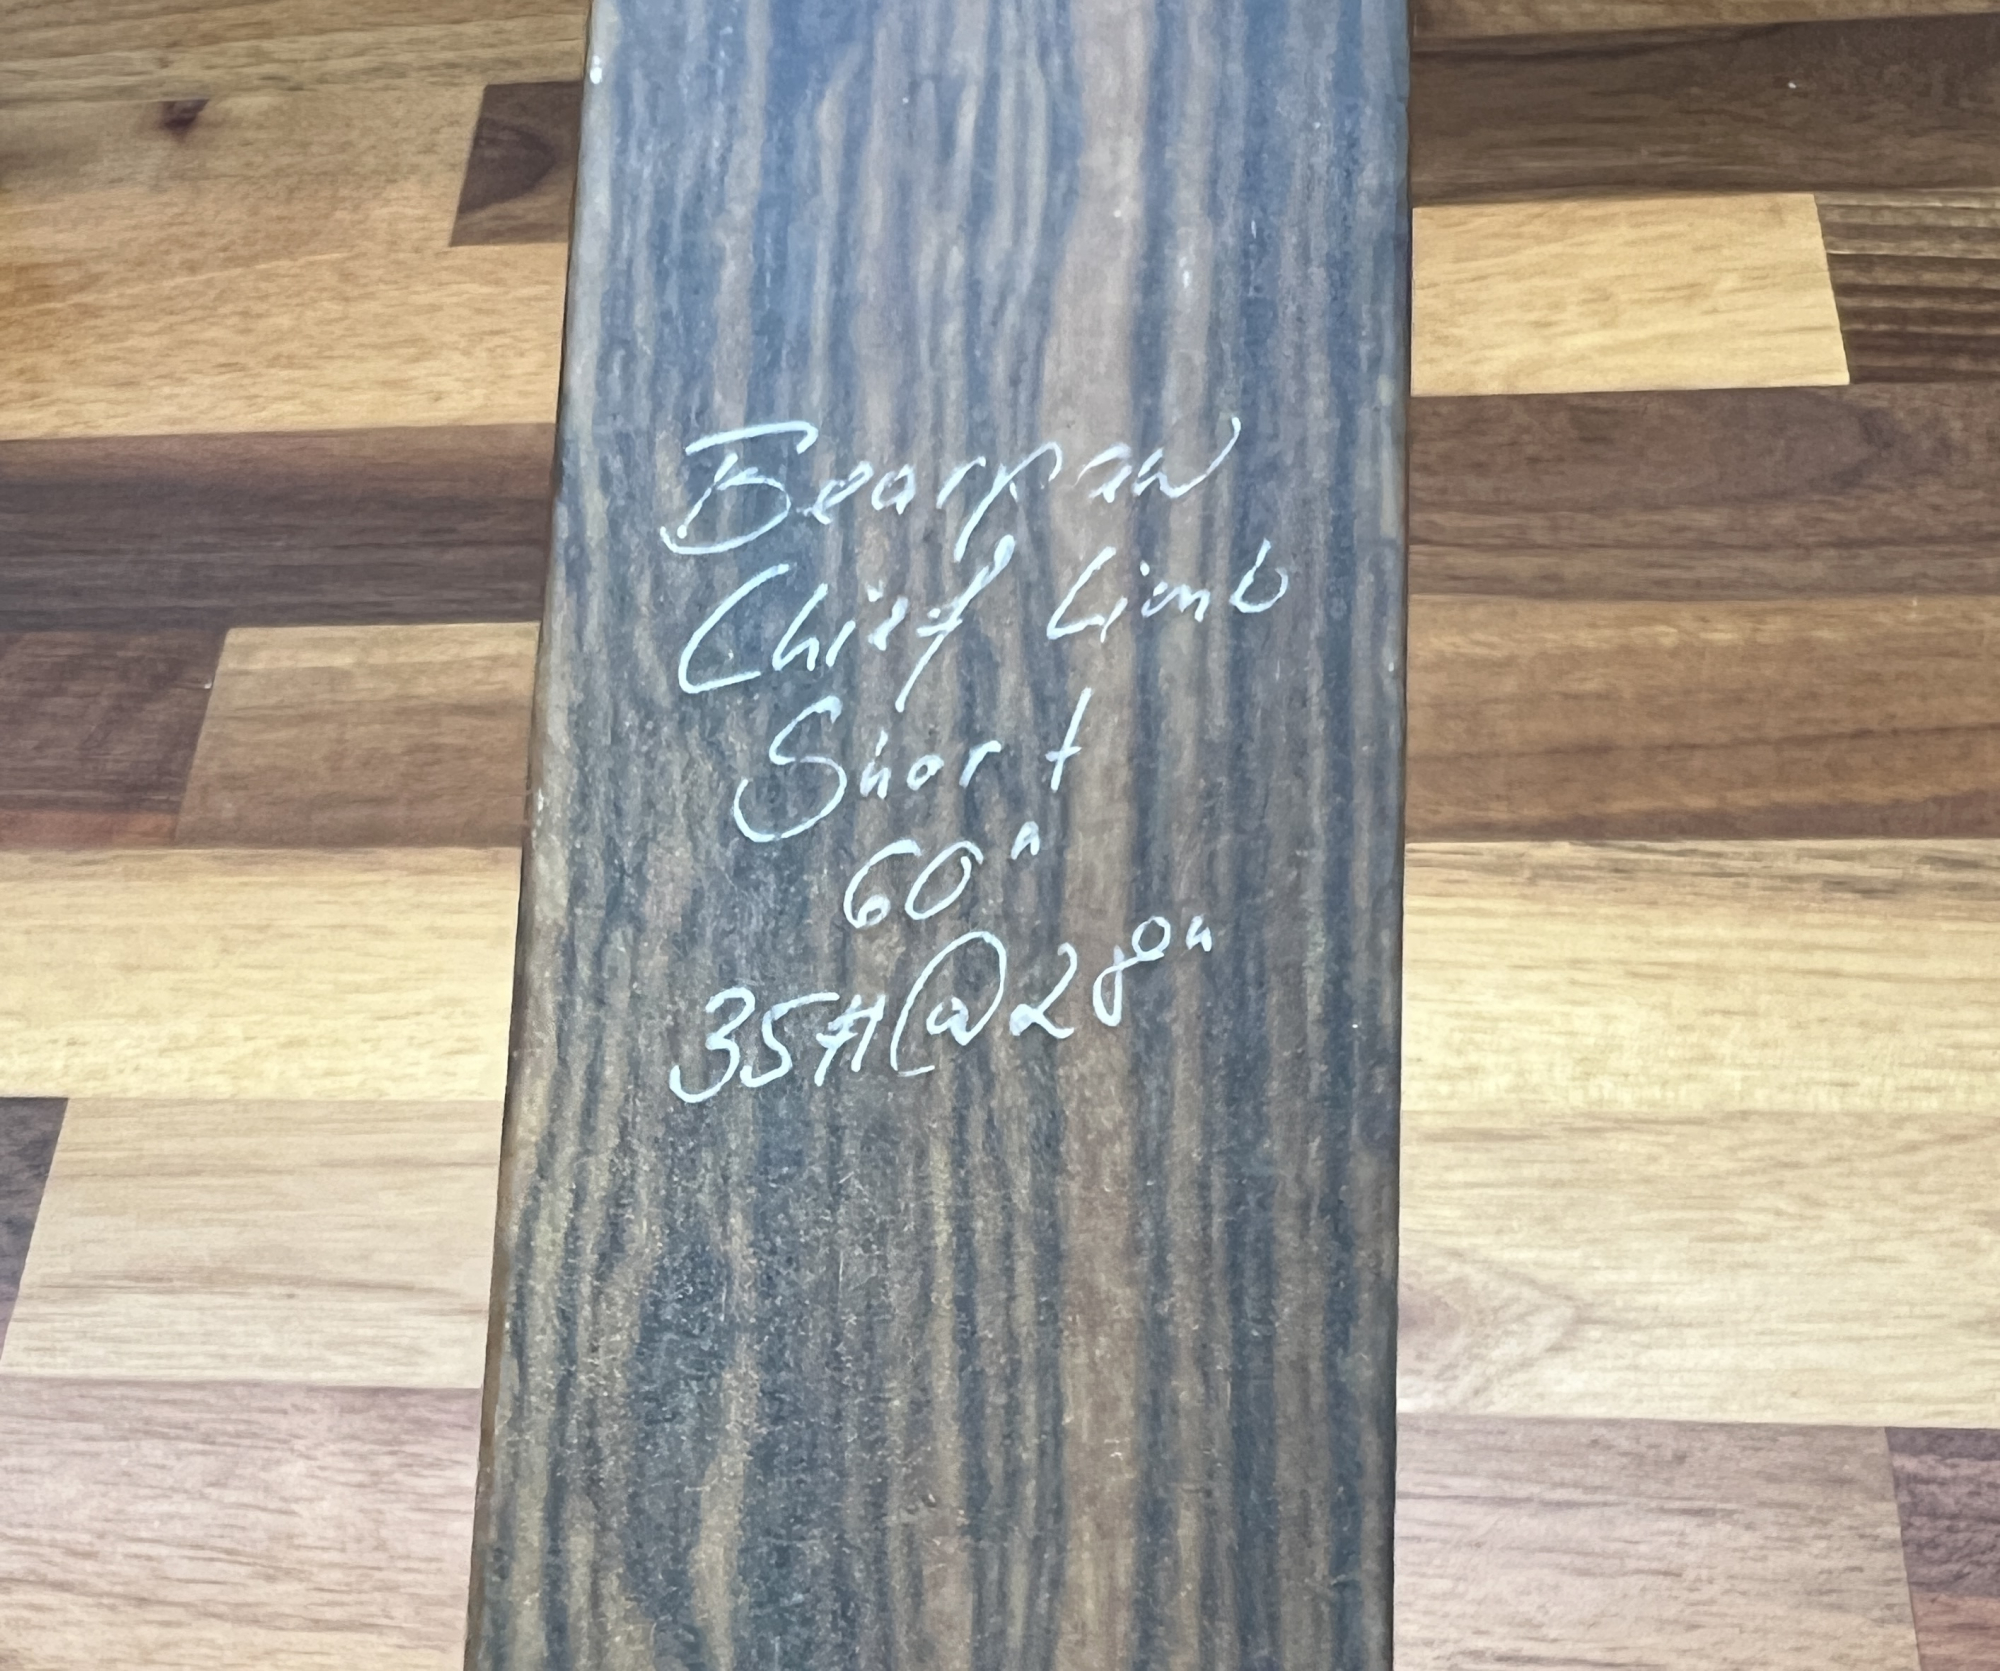 Bearpaw
Chief Limb
Short
60"
35#@28"